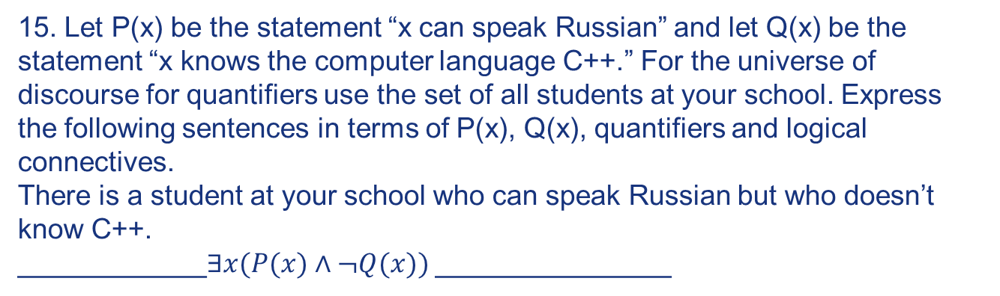 15. Let P(x) be the statement “x can speak Russian” and let Q(x) be the
statement “x knows the computer language C++.” For the universe of
discourse for quantifiers use the set of all students at your school. Express
the following sentences in terms of P(x), Q(x), quantifiers and logical
connectives.
There is a student at your school who can speak Russian but who doesn’t
know C++.
____________∃𝑥(𝑃(𝑥) ∧ ¬𝑄(𝑥))_______________